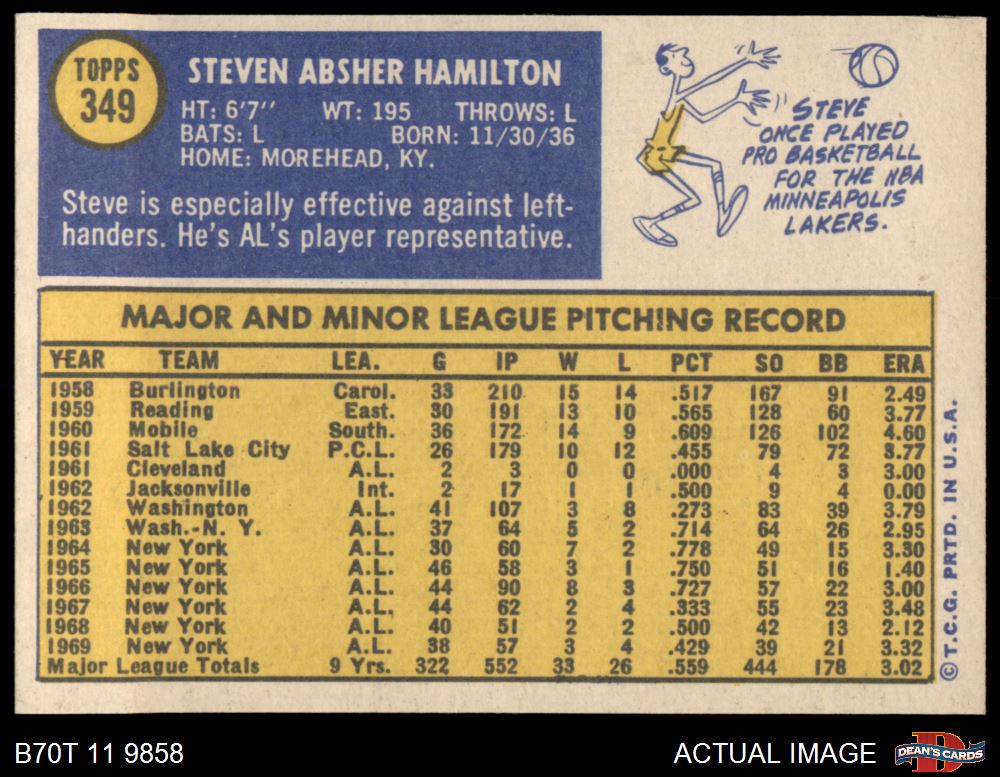 TOPPS
349
STEVEN ABSHER HAMILTON
HT: 6'7" WT: 195 THROWS: L
BATS: L BORN: 11/30/36
HOME: MOREHEAD, KY.
Steve is especially effective against left-
handers. He's AL's player representative.
STEVE
ONCE PLAYED
PRO BASKETBALL
FOR THE NBA
MINNEAPOLIS
LAKERS.
MAJOR AND MINOR LEAGUE PITCHING RECORD
YEAR TEAM LEA. G IP W L PCT SO BB ERA
1958 Burlington Carol. 33 210 15 14 .517 167 91 2.49
1959 Reading East. 30 191 13 10 .565 128 60 3.77
1960 Mobile South. 36 172 14 9 .609 126 102 4.60
1961 Salt Lake City P.C.L. 26 179 10 12 .455 79 72 3.77
1961 Cleveland A.L. 2 3 0 0 .000 4 3 3.00
1962 Jacksonville Int. 2 17 1 1 .500 9 4 0.00
1962 Washington A.L. 41 107 3 8 .273 83 39 3.79
1963 Wash.-N. Y. A.L. 37 64 5 2 .714 64 26 2.95
1964 New York A.L. 30 60 7 2 .778 49 15 3.30
1965 New York A.L. 46 58 3 1 .750 51 16 1.40
1966 New York A.L. 44 90 8 3 .727 57 22 3.00
1967 New York A.L. 44 62 2 4 .333 55 23 3.48
1968 New York A.L. 40 51 2 2 .500 42 13 2.12
1969 New York A.L. 38 57 3 4 .429 39 21 3.32
Major League Totals 9 Yrs. 322 552 33 26 .559 444 178 3.02
©T.C.G. PRTD. IN U.S.A.
B70T 11 9858
ACTUAL IMAGE
D
DEAN'S CARDS